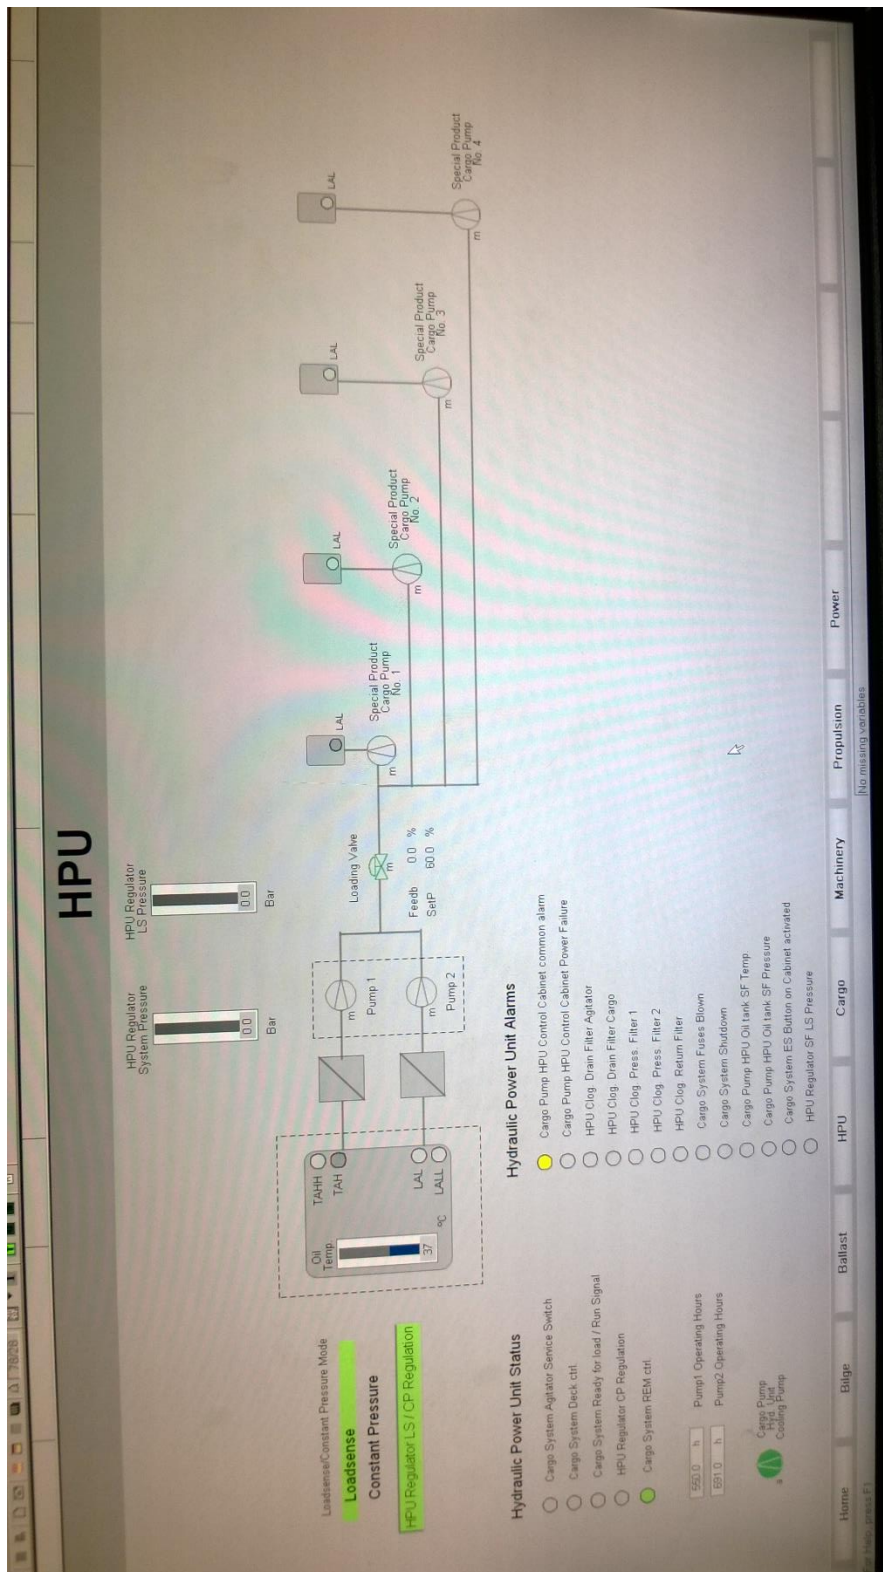 HPU
HPU Regulator
System Pressure
0.0
Bar
HPU Regulator
LS Pressure
0.0
Bar
Loadsense/Constant Pressure Mode
Loadsense
Constant Pressure
HPU Regulator LS / CP Regulation
Oil
Temp.
37
ºC
TAHH
TAH
LAL
LALL
m
Pump 1
m
Pump 2
Loading Valve
m
Feedb 0.0 %
SetP 60.0 %
LAL
m
Special Product
Cargo Pump
No. 1
LAL
m
Special Product
Cargo Pump
No. 2
LAL
m
Special Product
Cargo Pump
No. 3
LAL
m
Special Product
Cargo Pump
No. 4
Hydraulic Power Unit Status
Cargo System Agitator Service Switch
Cargo System Deck ctrl
Cargo System Ready for load / Run Signal
HPU Regulator CP Regulation
Cargo System REM ctrl
550.0 h Pump1 Operating Hours
691.0 h Pump2 Operating Hours
a
Cargo Pump
Hyd. Unit
Cooling Pump
Hydraulic Power Unit Alarms
Cargo Pump HPU Control Cabinet common alarm
Cargo Pump HPU Control Cabinet Power Failure
HPU Clog. Drain Filter Agitator
HPU Clog. Drain Filter Cargo
HPU Clog. Press. Filter 1
HPU Clog. Press. Filter 2
HPU Clog. Return Filter
Cargo System Fuses Blown
Cargo System Shutdown
Cargo Pump HPU Oil tank SF Temp.
Cargo Pump HPU Oil tank SF Pressure
Cargo System ES Button on Cabinet activated
HPU Regulator SF LS Pressure
Home Bilge Ballast HPU Cargo Machinery Propulsion Power
For Help, press F1
No missing variables